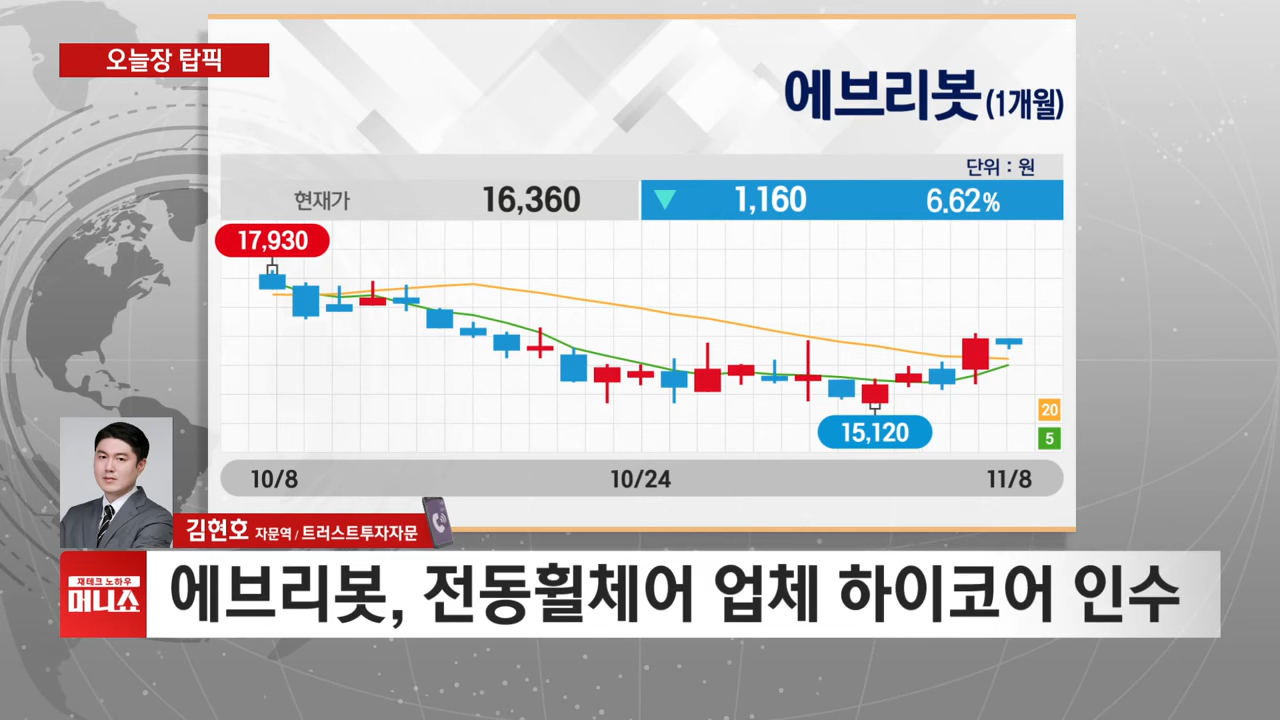 오늘장 탑픽
에브리봇 (1개월)
단위 : 원
현재가 16,360 ▼ 1,160 6.62%
17,930
15,120
20
5
10/8 10/24 11/8
김현호 자문역 / 트러스트투자자문
재테크 노하우
머니쇼
에브리봇, 전동휠체어 업체 하이코어 인수